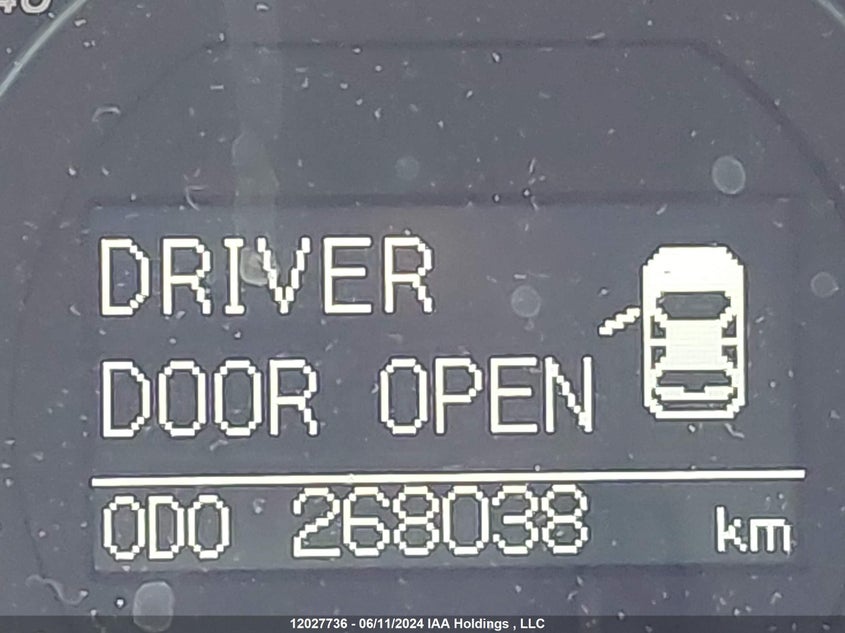 DRIVER
DOOR OPEN
ODO 268038 km
12027736 - 06/11/2024 IAA Holdings , LLC